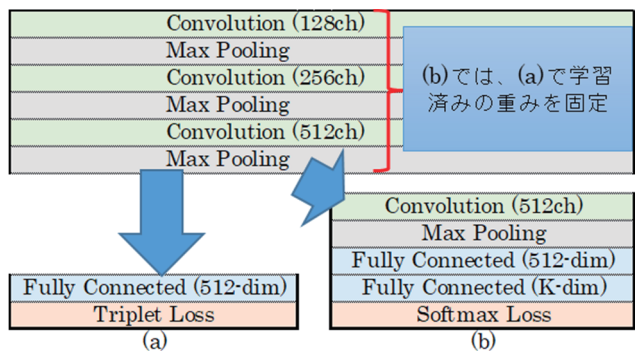 Convolution (128ch)
Max Pooling
Convolution (256ch)
Max Pooling
Convolution (512ch)
Max Pooling
(b)では、(a)で学習
済みの重みを固定
Fully Connected (512-dim)
Triplet Loss
(a)
Convolution (512ch)
Max Pooling
Fully Connected (512-dim)
Fully Connected (K-dim)
Softmax Loss
(b)